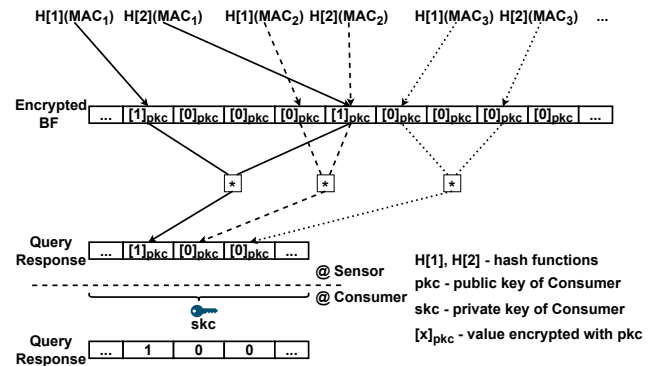 H[1](MAC1) H[2](MAC1) H[1](MAC2) H[2](MAC2) H[1](MAC3) H[2](MAC3) ...
Encrypted
BF
... [1]pkc [0]pkc [0]pkc [0]pkc [1]pkc [0]pkc [0]pkc [0]pkc [0]pkc ...
* * *
Query
Response
... [1]pkc [0]pkc [0]pkc ...
@ Sensor
@ Consumer
skc
Query
Response
... 1 0 0 ...
H[1], H[2] - hash functions
pkc - public key of Consumer
skc - private key of Consumer
[x]pkc - value encrypted with pkc